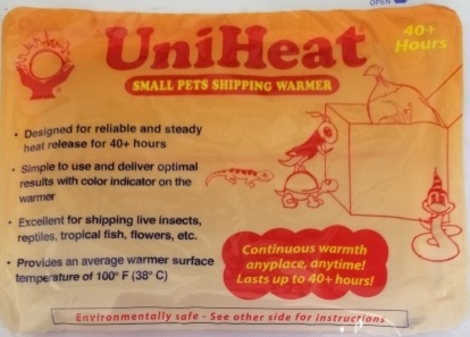 OPEN
UniHeat
40+
Hours
SMALL PETS SHIPPING WARMER
• Designed for reliable and steady
heat release for 40+ hours
• Simple to use and deliver optimal
results with color indicator on the
warmer
• Excellent for shipping live insects,
reptiles, tropical fish, flowers, etc.
• Provides an average warmer surface
temperature of 100° F (38° C)
Continuous warmth
anyplace, anytime!
Lasts up to 40+ hours!
Environmentally safe - See other side for instructions